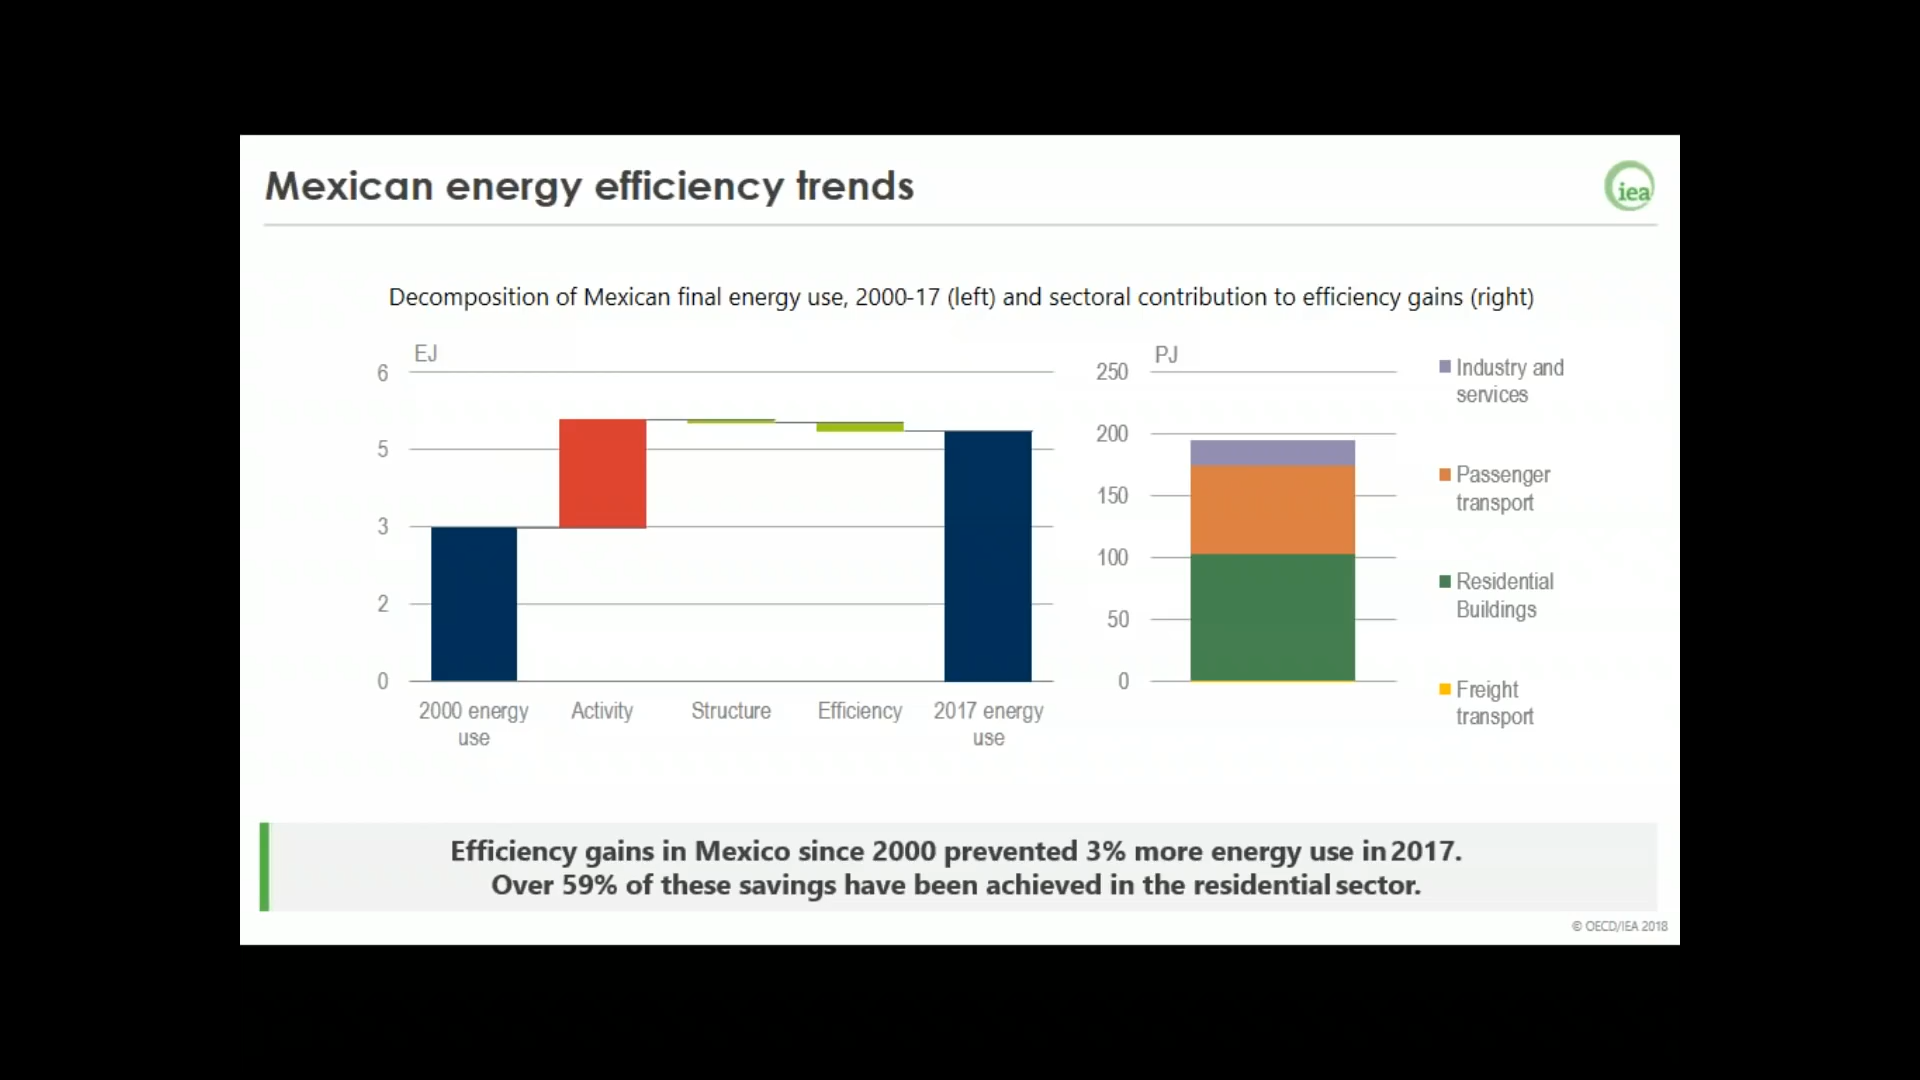 Mexican energy efficiency trends
iea
Decomposition of Mexican final energy use, 2000-17 (left) and sectoral contribution to efficiency gains (right)
EJ
6
5
3
2
0
2000 energy
use
Activity
Structure
Efficiency
2017 energy
use
PJ
250
200
150
100
50
0
Industry and
services
Passenger
transport
Residential
Buildings
Freight
transport
Efficiency gains in Mexico since 2000 prevented 3% more energy use in 2017.
Over 59% of these savings have been achieved in the residential sector.
© OECD/IEA 2018